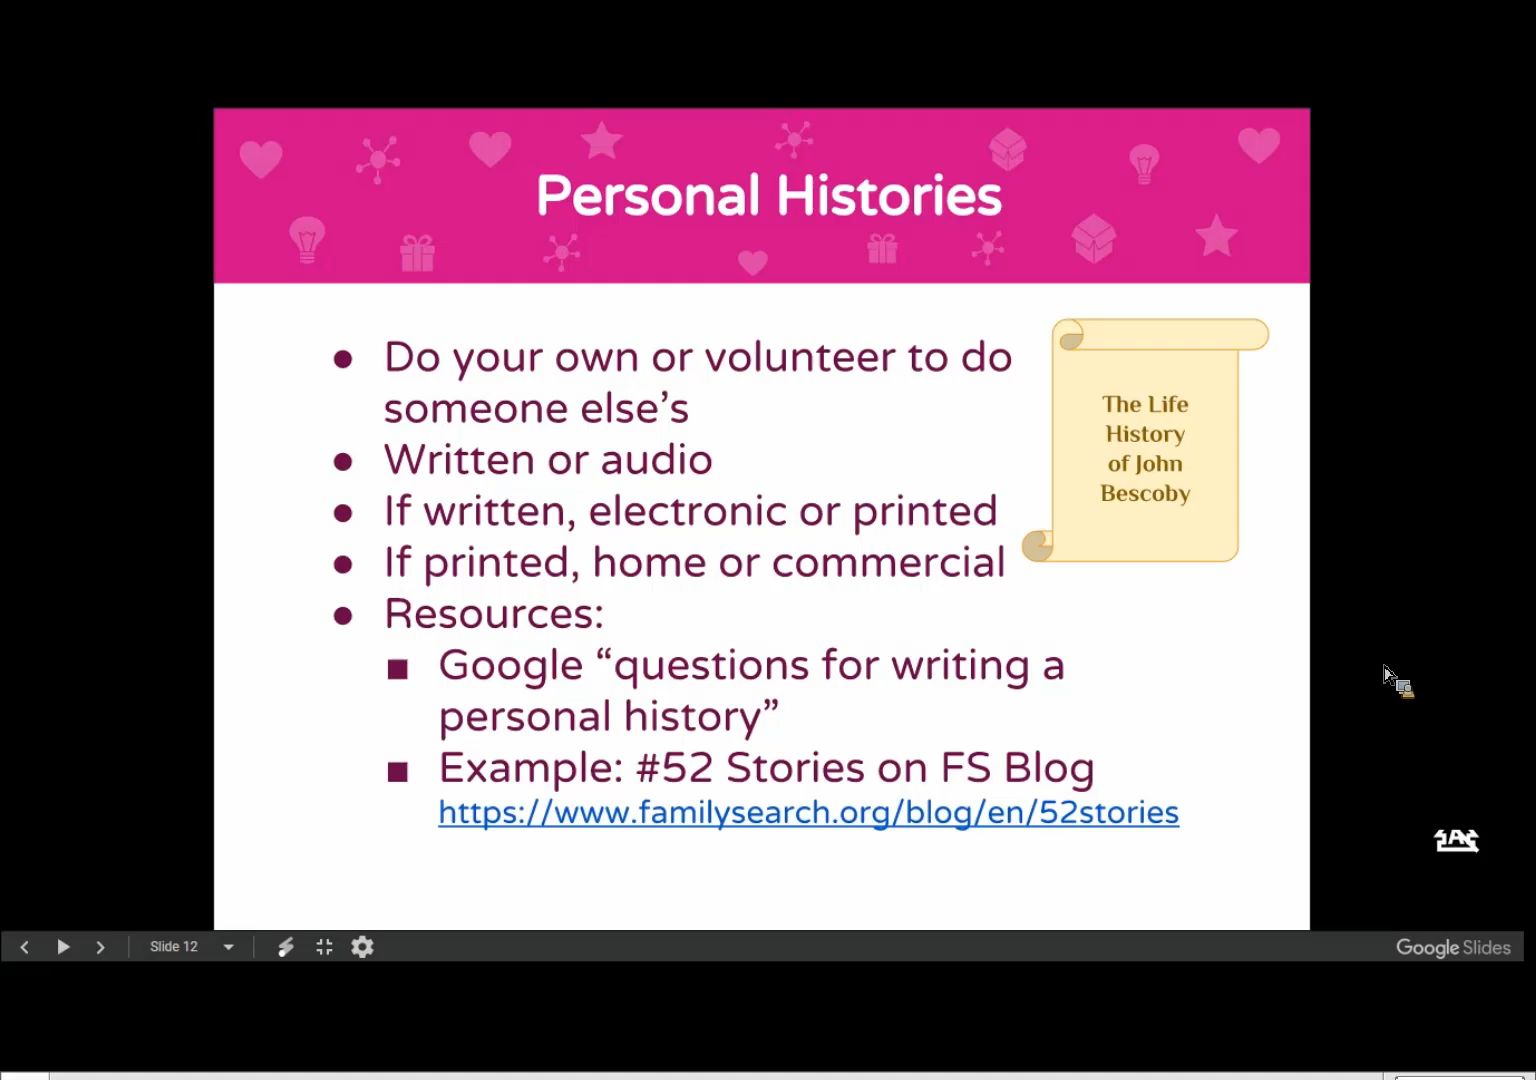 Personal Histories
● Do your own or volunteer to do
someone else’s
● Written or audio
● If written, electronic or printed
● If printed, home or commercial
● Resources:
■ Google “questions for writing a
personal history”
■ Example: #52 Stories on FS Blog
https://www.familysearch.org/blog/en/52stories
The Life
History
of John
Bescoby
Slide 12
Google Slides